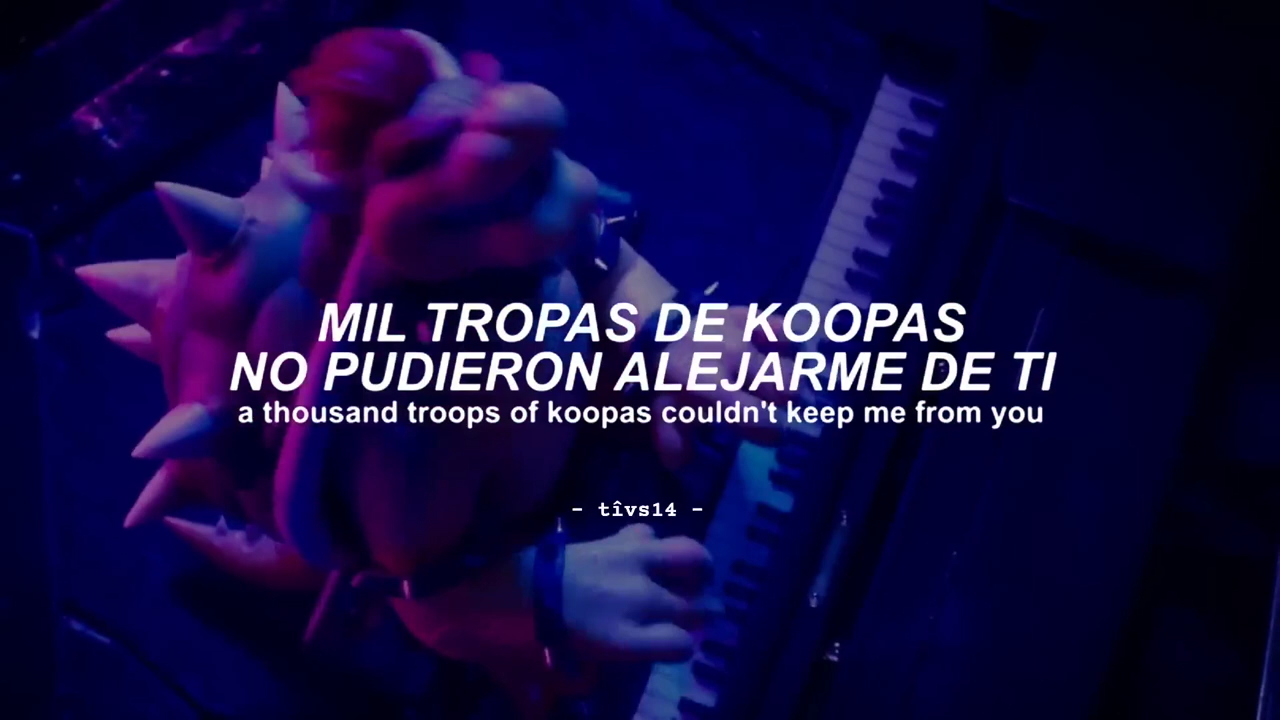 MIL TROPAS DE KOOPAS
NO PUDIERON ALEJARME DE TI
a thousand troops of koopas couldn't keep me from you
- tîvs14 -